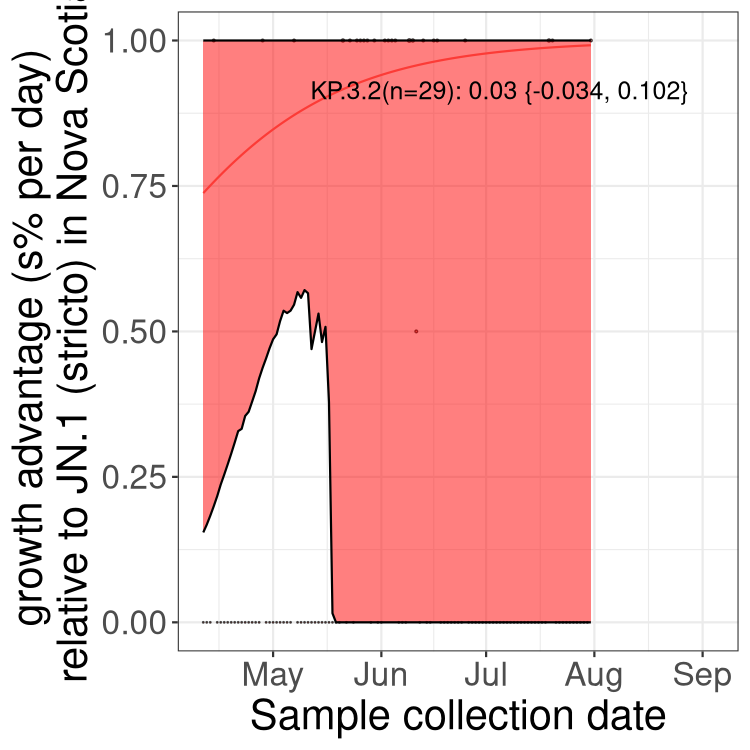 growth advantage (s% per day)
relative to JN.1 (stricto) in Nova Scotia
1.00
0.75
0.50
0.25
0.00
KP.3.2(n=29): 0.03 {-0.034, 0.102}
May Jun Jul Aug Sep
Sample collection date